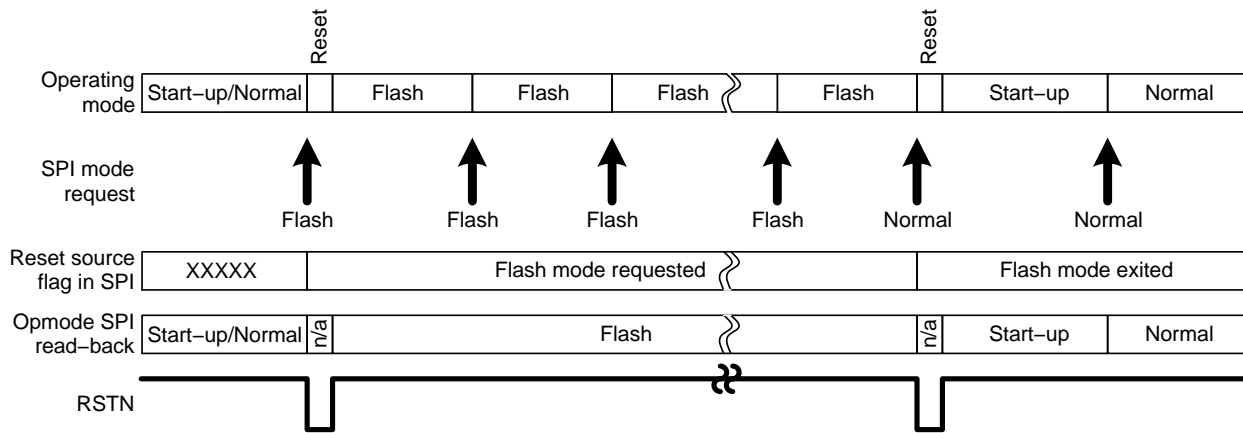 Reset Reset
Operating
mode
Start–up/Normal Flash Flash Flash Flash Start–up Normal
SPI mode
request
Flash Flash Flash Flash Normal Normal
Reset source
flag in SPI
XXXXX Flash mode requested Flash mode exited
Opmode SPI
read–back
Start–up/Normal n/a Flash n/a Start–up Normal
RSTN